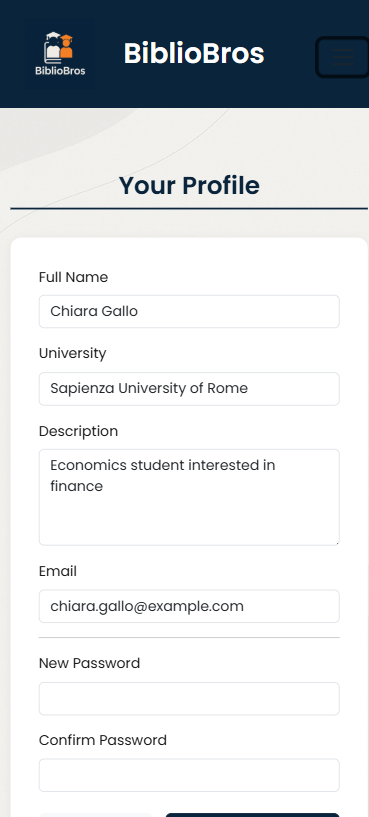 BiblioBros
BiblioBros
Your Profile
Full Name
Chiara Gallo
University
Sapienza University of Rome
Description
Economics student interested in
finance
Email
chiara.gallo@example.com
New Password
Confirm Password